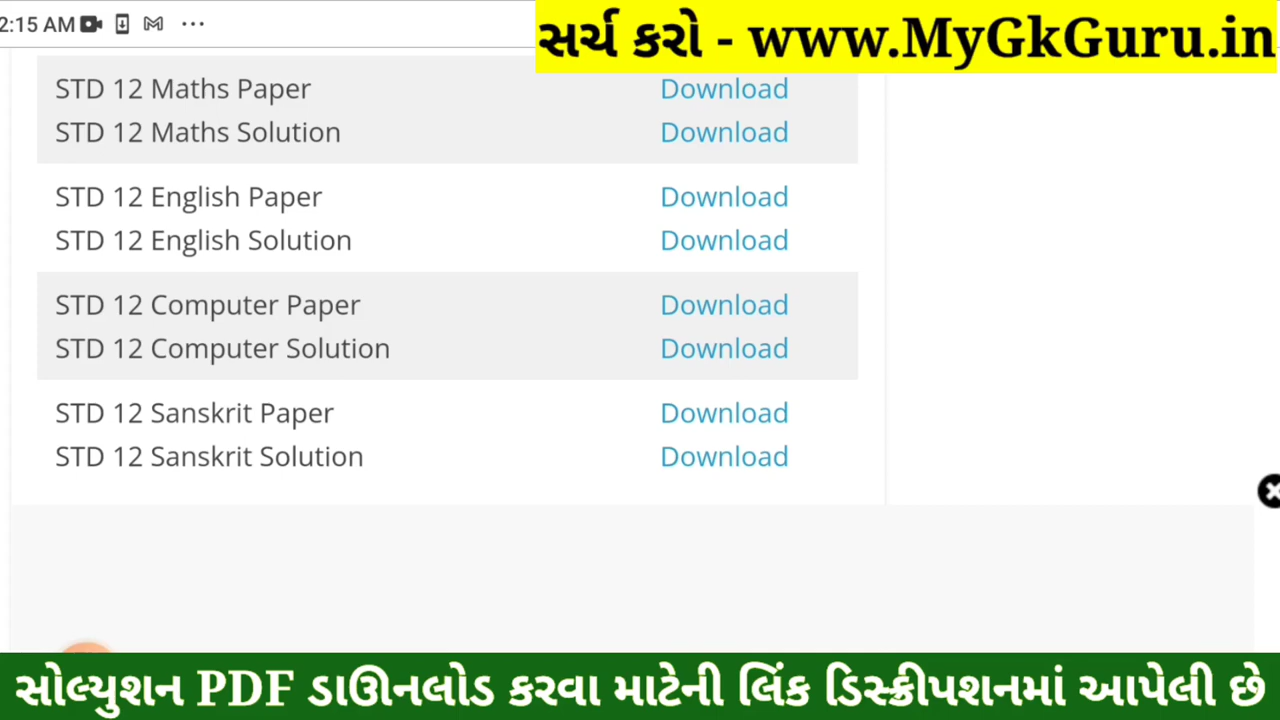 2:15 AM
સર્ચ કરો - www.MyGkGuru.in
STD 12 Maths Paper Download
STD 12 Maths Solution Download
STD 12 English Paper Download
STD 12 English Solution Download
STD 12 Computer Paper Download
STD 12 Computer Solution Download
STD 12 Sanskrit Paper Download
STD 12 Sanskrit Solution Download
સોલ્યુશન PDF ડાઊનલોડ કરવા માટેની લિંક ડિસ્ક્રીપશનમાં આપેલી છે